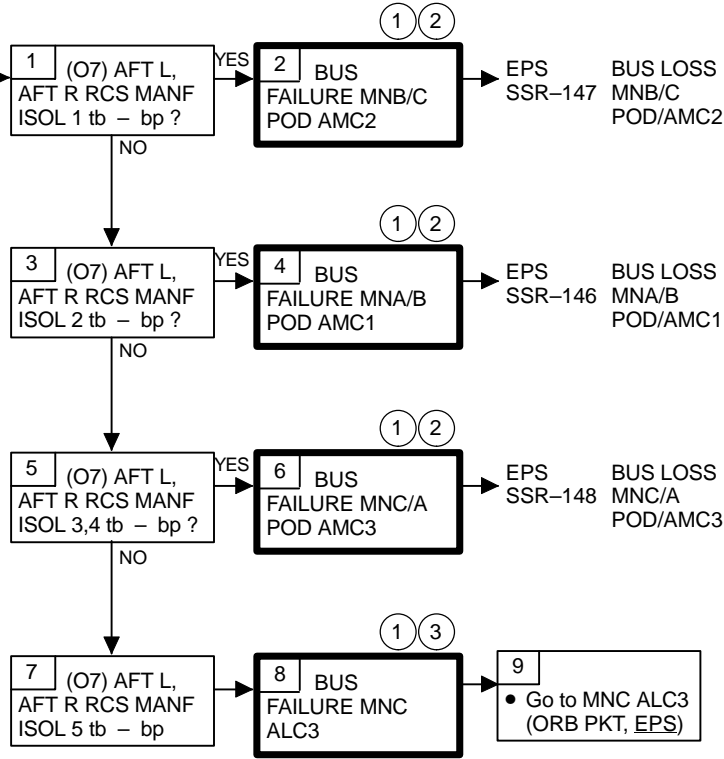 1 2
1 (O7) AFT L,
AFT R RCS MANF
ISOL 1 tb – bp ?
YES
NO
2 BUS
FAILURE MNB/C
POD AMC2
EPS BUS LOSS
SSR–147 MNB/C
POD/AMC2
1 2
3 (O7) AFT L,
AFT R RCS MANF
ISOL 2 tb – bp ?
YES
NO
4 BUS
FAILURE MNA/B
POD AMC1
EPS BUS LOSS
SSR–146 MNA/B
POD/AMC1
1 2
5 (O7) AFT L,
AFT R RCS MANF
ISOL 3,4 tb – bp ?
YES
NO
6 BUS
FAILURE MNC/A
POD AMC3
EPS BUS LOSS
SSR–148 MNC/A
POD/AMC3
1 3
7 (O7) AFT L,
AFT R RCS MANF
ISOL 5 tb – bp
8 BUS
FAILURE MNC
ALC3
9
• Go to MNC ALC3
(ORB PKT, EPS)